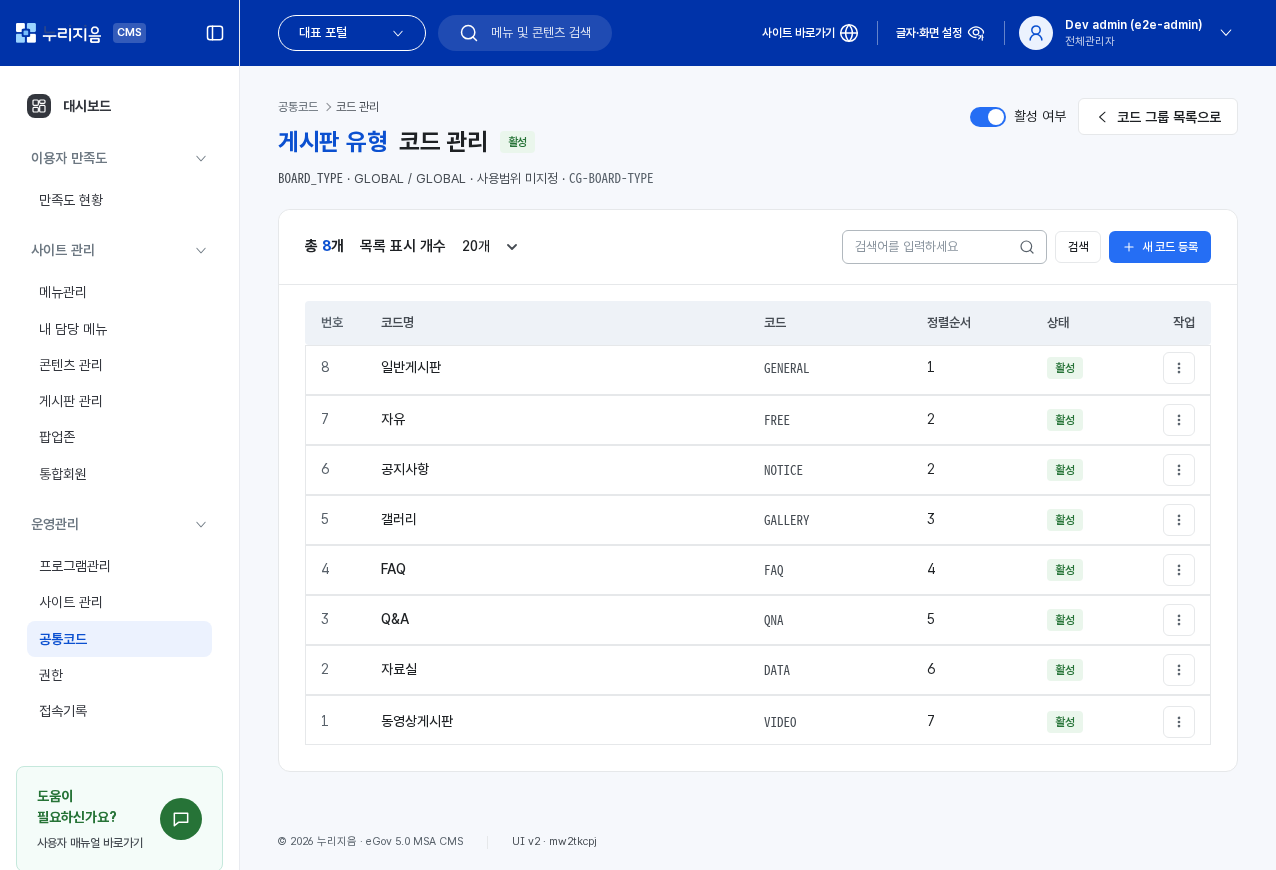 누리지음 CMS
대표 포털
메뉴 및 콘텐츠 검색
사이트 바로가기
글자·화면 설정
Dev admin (e2e-admin)
전체관리자
대시보드
이용자 만족도
만족도 현황
사이트 관리
메뉴관리
내 담당 메뉴
콘텐츠 관리
게시판 관리
팝업존
통합회원
운영관리
프로그램관리
사이트 관리
공통코드
권한
접속기록
도움이
필요하신가요?
사용자 매뉴얼 바로가기
공통코드 > 코드 관리
게시판 유형 코드 관리 활성
BOARD_TYPE · GLOBAL / GLOBAL · 사용범위 미지정 · CG-BOARD-TYPE
활성 여부
코드 그룹 목록으로
총 8개 목록 표시 개수 20개
검색어를 입력하세요
검색
새 코드 등록
번호 코드명 코드 정렬순서 상태 작업
8 일반게시판 GENERAL 1 활성
7 자유 FREE 2 활성
6 공지사항 NOTICE 2 활성
5 갤러리 GALLERY 3 활성
4 FAQ FAQ 4 활성
3 Q&A QNA 5 활성
2 자료실 DATA 6 활성
1 동영상게시판 VIDEO 7 활성
© 2026 누리지음 · eGov 5.0 MSA CMS
UI v2 · mw2tkcpj